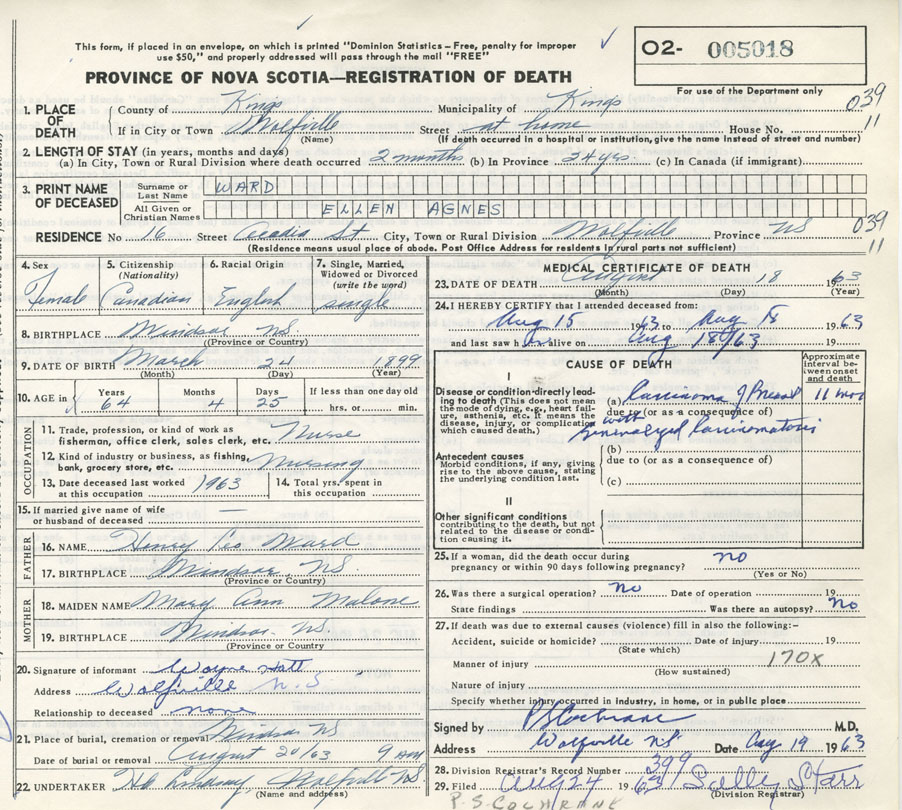 This form, if placed in an envelope, on which is printed "Dominion Statistics—Free, penalty for improper
use $50," and properly addressed will pass through the mail "FREE"
PROVINCE OF NOVA SCOTIA—REGISTRATION OF DEATH
O2- 005018
For use of the Department only
039
11
1. PLACE OF DEATH
County of Kings Municipality of Kings
If in City or Town Wolfville Street at home House No.
(Name) (If death occurred in a hospital or institution, give the name instead of street and number)
2. LENGTH OF STAY (in years, months and days)
(a) In City, Town or Rural Division where death occurred 2 months (b) In Province 34 yrs. (c) In Canada (if immigrant)
3. PRINT NAME OF DECEASED
Surname or Last Name WARD
All Given or Christian Names ELLEN AGNES
RESIDENCE No 16 Street Acadia St City, Town or Rural Division Wolfville Province NS
039
11
(Residence means usual place of abode. Post Office Address for residents in rural parts not sufficient)
4. Sex Female
5. Citizenship (Nationality) Canadian
6. Racial Origin English
7. Single, Married, Widowed or Divorced (write the word) single
8. BIRTHPLACE Windsor NS.
(Province or Country)
9. DATE OF BIRTH March 24 1899
(Month) (Day) (Year)
10. AGE in Years 64 Months 4 Days 25 If less than one day old hrs. or min.
OCCUPATION
11. Trade, profession, or kind of work as fisherman, office clerk, sales clerk, etc. Nurse
12. Kind of industry or business, as fishing, bank, grocery store, etc. Nursing
13. Date deceased last worked at this occupation 1963
14. Total yrs. spent in this occupation
15. If married give name of wife or husband of deceased —
FATHER
16. NAME Henry Leo Ward
17. BIRTHPLACE Windsor, NS.
(Province or Country)
MOTHER
18. MAIDEN NAME Mary Ann Malone
19. BIRTHPLACE Windsor. NS.
(Province or Country
20. Signature of informant Wayne Hatt
Address Wolfville N.S
Relationship to deceased none
21. Place of burial, cremation or removal Windsor NS
Date of burial or removal August 20/63 9 AM
22. UNDERTAKER Lindsay, Wolfville NS.
(Name and address)
MEDICAL CERTIFICATE OF DEATH
23. DATE OF DEATH August 18 1963
(Month) (Day) (Year)
24. I HEREBY CERTIFY that I attended deceased from:
Aug 15 1963 to Aug 18 1963
and last saw h alive on Aug 18/63
CAUSE OF DEATH
Approximate interval between onset and death
I
Disease or condition directly leading to death (This does not mean the mode of dying, e.g., heart failure, asthenia, etc. It means the disease, injury, or complication which caused death.)
(a) Carcinoma of Breast 11 mos
due to (or as a consequence of)
with generalized Carcinomatosis
Antecedent causes
Morbid conditions, if any, giving rise to the above cause, stating the underlying condition last.
(b)
due to (or as a consequence of)
(c)
II
Other significant conditions
contributing to the death, but not related to the disease or condition causing it.
25. If a woman, did the death occur during pregnancy or within 90 days following pregnancy? no
(Yes or No)
26. Was there a surgical operation? no Date of operation 19
State findings Was there an autopsy? no
27. If death was due to external causes (violence) fill in also the following:-
Accident, suicide or homicide? Date of injury 19
(State which)
Manner of injury 170X
(How sustained)
Nature of injury
Specify whether injury occurred in industry, in home, or in public place
Signed by PS Cochrane M.D.
Address Wolfville NS Date Aug 19 1963
28. Division Registrar's Record Number 399
29. Filed Aug 24 1963 Sally Starr
(Division Registrar)
P.S. COCHRANE